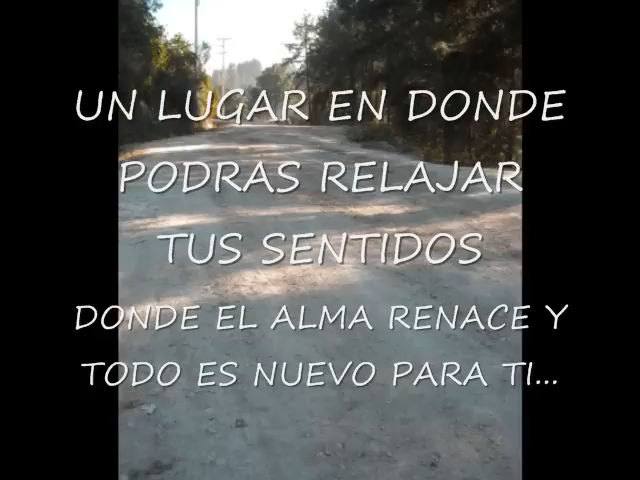 UN LUGAR EN DONDE
PODRAS RELAJAR
TUS SENTIDOS
DONDE EL ALMA RENACE Y
TODO ES NUEVO PARA TI...